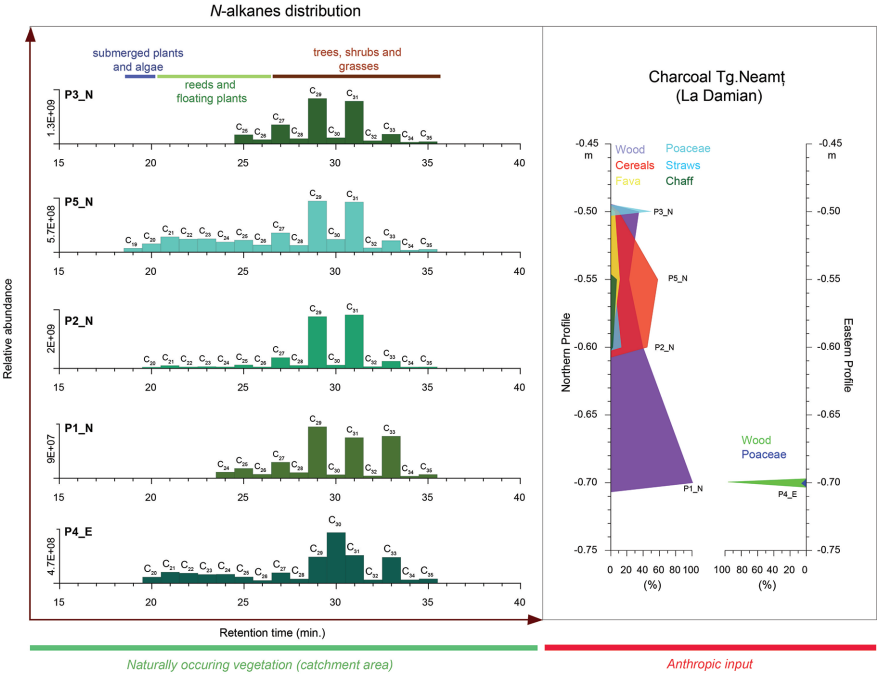 N-alkanes distribution
submerged plants
and algae
trees, shrubs and
grasses
reeds and
floating plants
P3_N
1.3E+09
C25 C26 C27 C28 C29 C30 C31 C32 C33 C34 C35
15 20 25 30 35 40
P5_N
5.7E+08
C19 C20 C21 C22 C23 C24 C25 C26 C27 C28 C29 C30 C31 C32 C33 C34 C35
15 20 25 30 35 40
P2_N
2E+09
C20 C21 C22 C23 C24 C25 C26 C27 C28 C29 C30 C31 C32 C33 C34 C35
15 20 25 30 35 40
P1_N
9E+07
C24 C25 C26 C27 C28 C29 C30 C31 C32 C33 C34 C35
15 20 25 30 35 40
P4_E
4.7E+08
C20 C21 C22 C23 C24 C25 C26 C27 C28 C29 C30 C31 C32 C33 C34 C35
15 20 25 30 35 40
Relative abundance
Retention time (min.)
Naturally occuring vegetation (catchment area)
Charcoal Tg.Neamț
(La Damian)
-0.45
m
-0.50
-0.55
-0.60
-0.65
-0.70
-0.75
Northern Profile
Wood Poaceae
Cereals Straws
Fava Chaff
P3_N
P5_N
P2_N
P1_N
0 20 40 60 80 100
(%)
Wood
Poaceae
P4_E
100 80 60 40 20 0
(%)
Eastern Profile
-0.45
m
-0.50
-0.55
-0.60
-0.65
-0.70
-0.75
Anthropic input